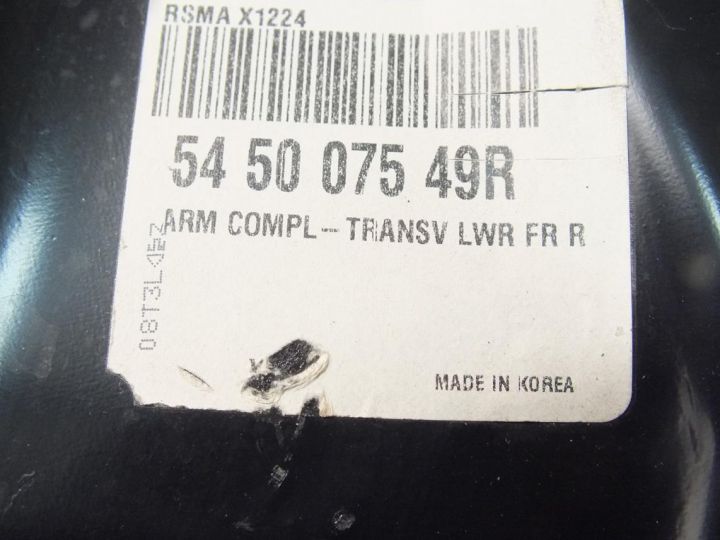 RSMA X1224
54 50 075 49R
ARM COMPL-TRANSV LWR FR R
MADE IN KOREA